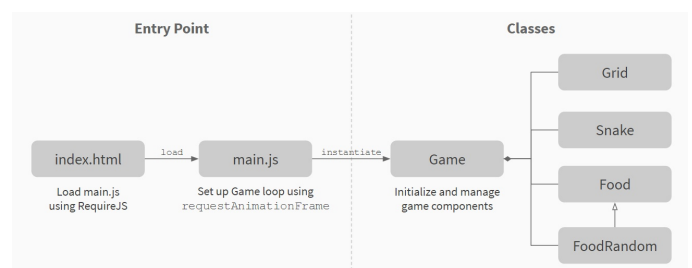 Entry Point
Classes
Grid
Snake
index.html
load
main.js
instantiate
Game
Food
FoodRandom
Load main.js
using RequireJS
Set up Game loop using
requestAnimationFrame
Initialize and manage
game components